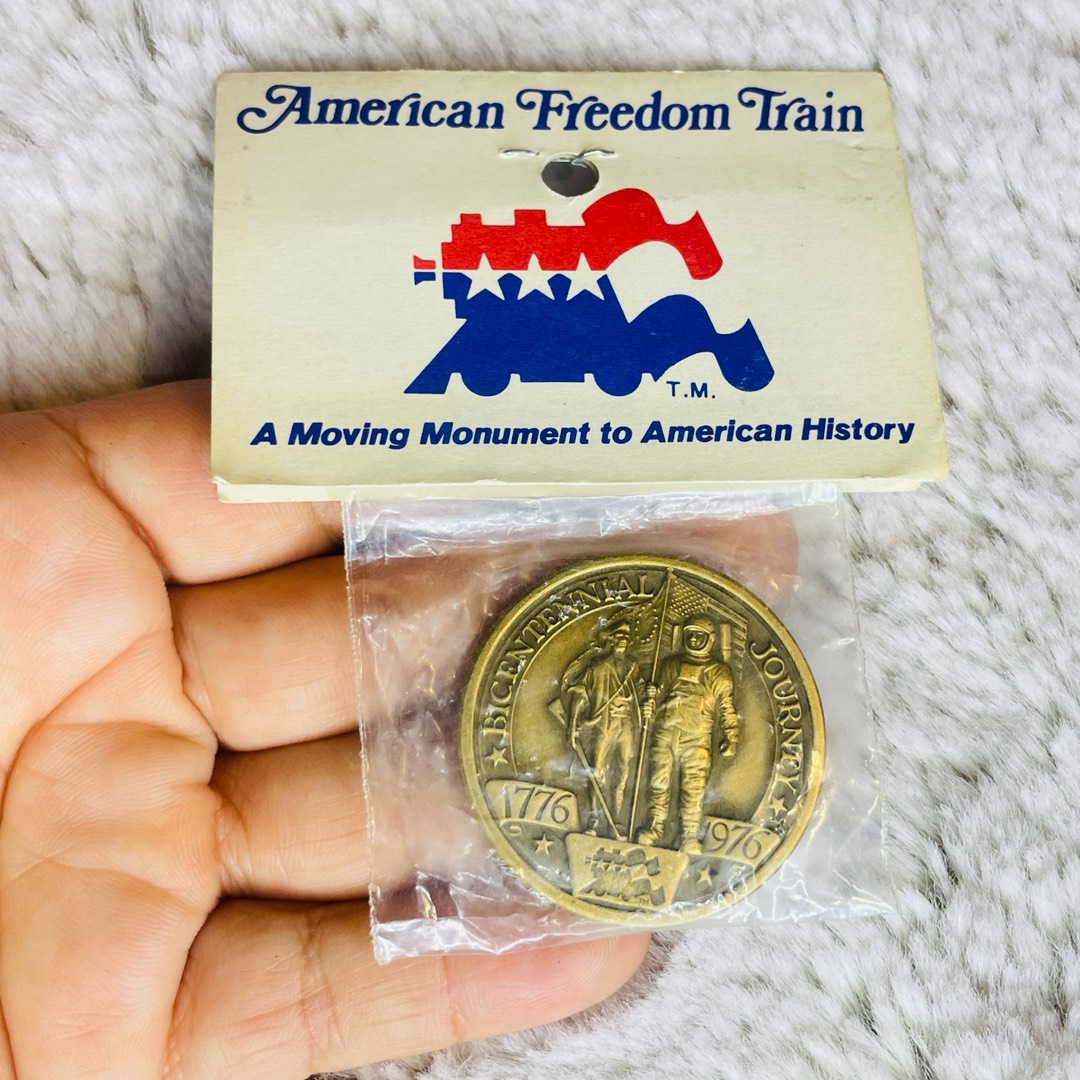 American Freedom Train
T.M.
A Moving Monument to American History
BICENTENNIAL JOURNEY
1776
1976